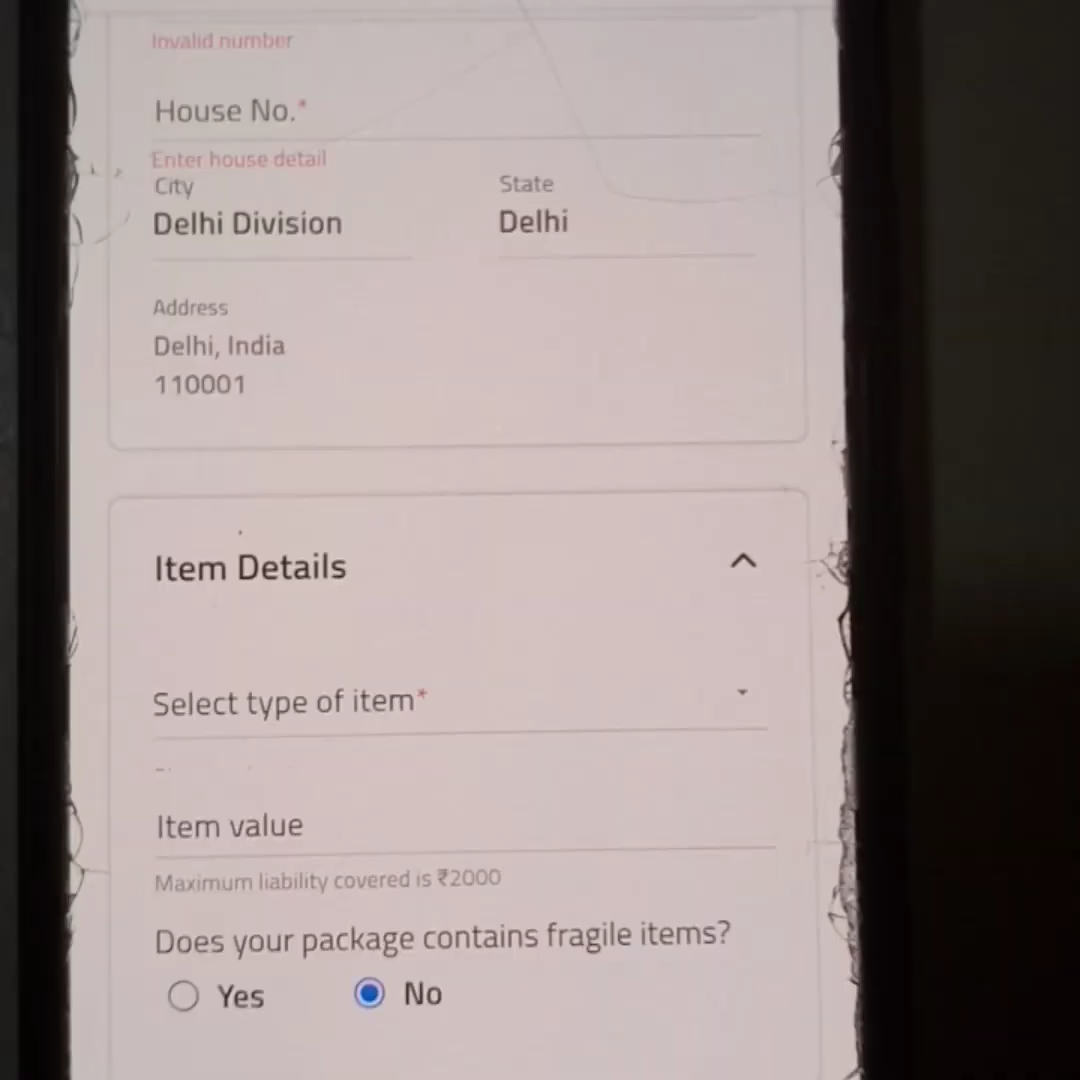 Invalid number
House No.*
Enter house detail
City
State
Delhi Division
Delhi
Address
Delhi, India
110001
Item Details
Select type of item*
Item value
Maximum liability covered is ₹2000
Does your package contains fragile items?
Yes
No